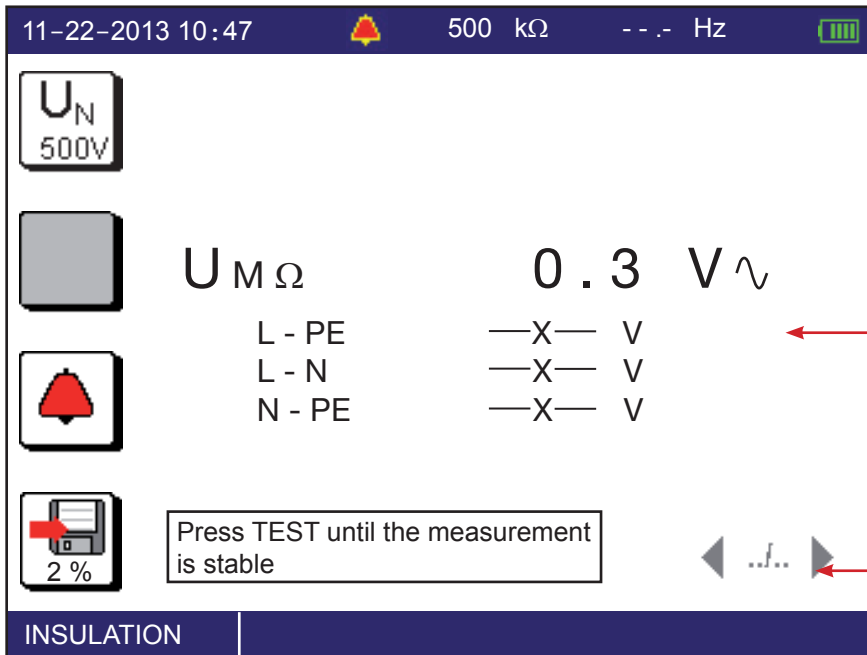 11-22-2013 10:47 500 kΩ - - .- Hz
UN
500V
U MΩ 0.3 V∿
L - PE —X— V
L - N —X— V
N - PE —X— V
Press TEST until the measurement
is stable
2 %
../..
INSULATION